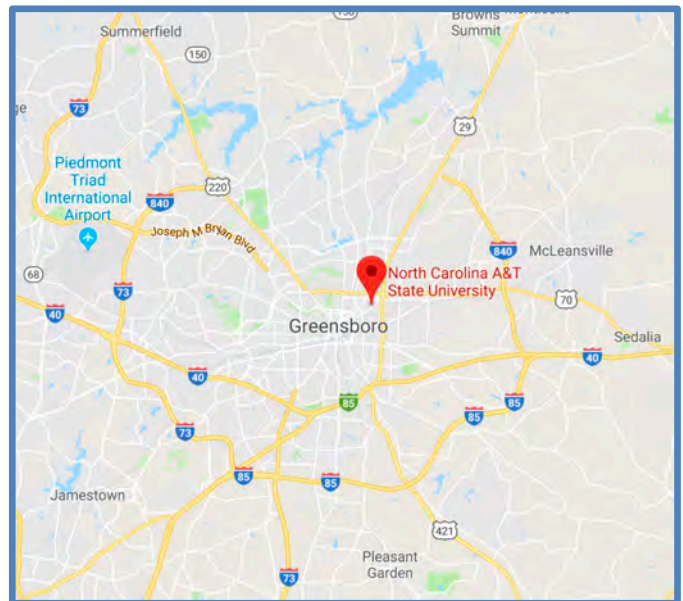 150
Browns
Summit
Summerfield
150
73
ge
29
Piedmont
Triad
International
Airport
220
840
Joseph M Bryan Blvd
840
McLeansville
68
73
North Carolina A&T
State University
70
40
Greensboro
Sedalia
40
40
85
85
85
73
85
85
Jamestown
421
Pleasant
Garden
73